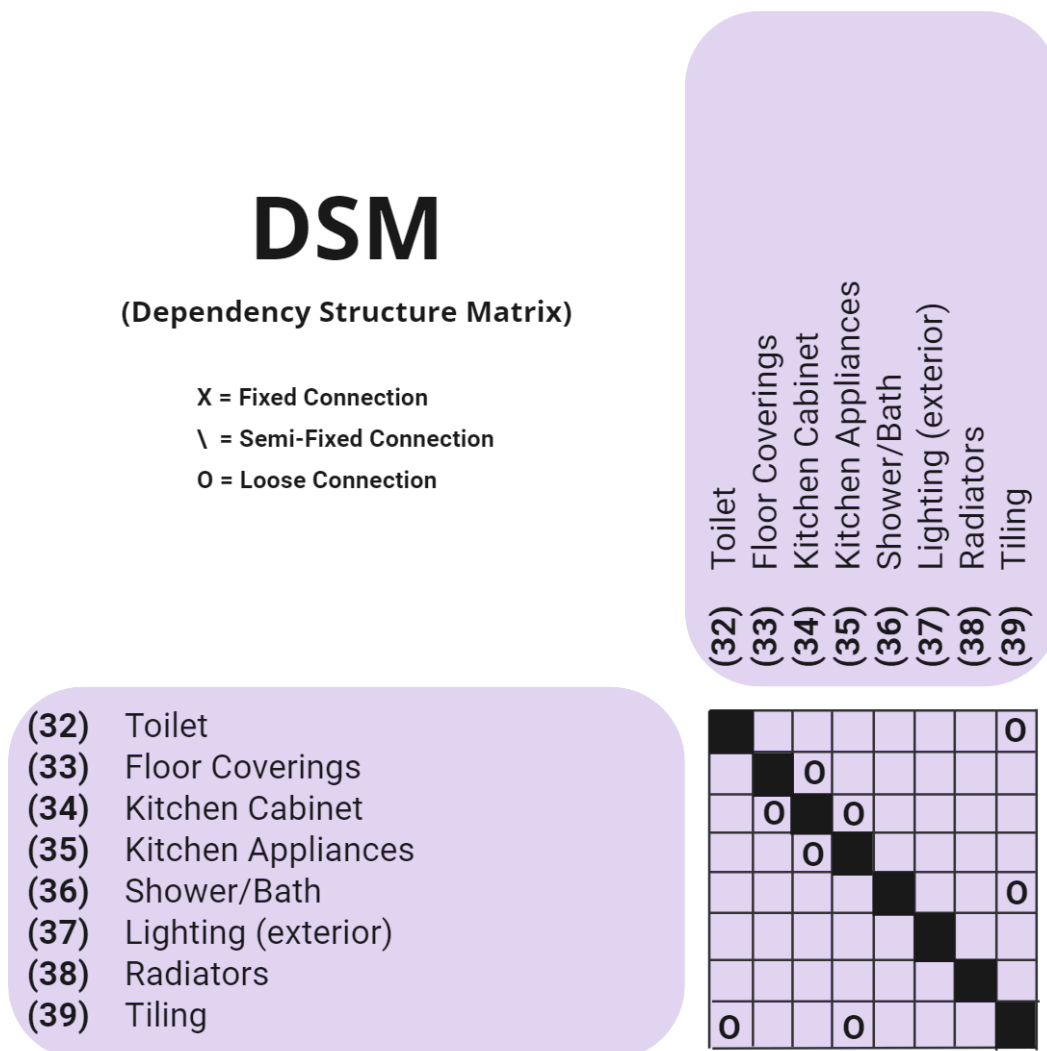 DSM
(Dependency Structure Matrix)
X = Fixed Connection
\ = Semi-Fixed Connection
O = Loose Connection
(32) Toilet
(33) Floor Coverings
(34) Kitchen Cabinet
(35) Kitchen Appliances
(36) Shower/Bath
(37) Lighting (exterior)
(38) Radiators
(39) Tiling
(32) Toilet
(33) Floor Coverings
(34) Kitchen Cabinet
(35) Kitchen Appliances
(36) Shower/Bath
(37) Lighting (exterior)
(38) Radiators
(39) Tiling
O
O
O O
O
O
O O